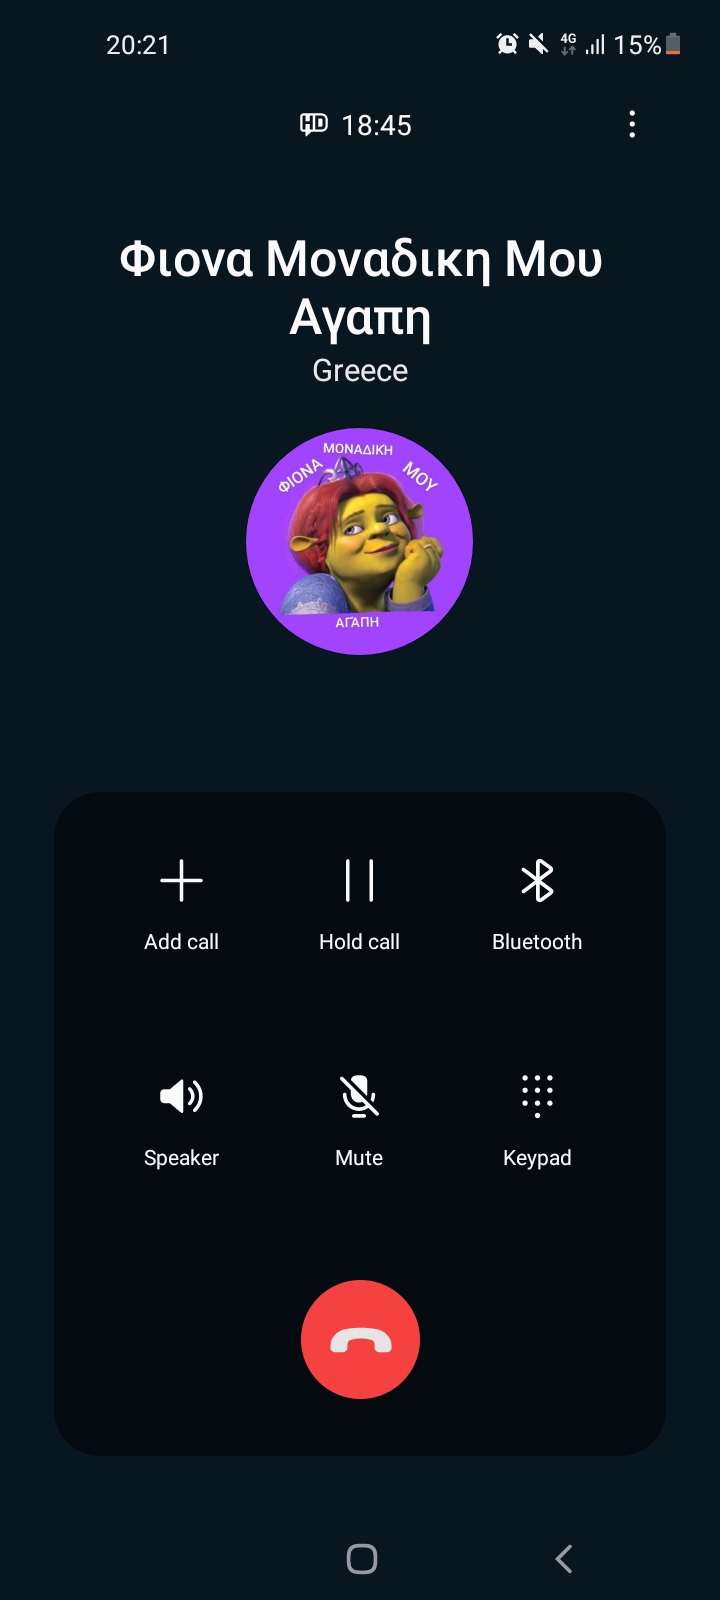 20:21 4G 15%
HD 18:45
Φιονα Μοναδικη Μου
Αγαπη
Greece
ΦΙΟΝΑ ΜΟΝΑΔΙΚΗ ΜΟΥ
ΑΓΑΠΗ
Add call Hold call Bluetooth
Speaker Mute Keypad